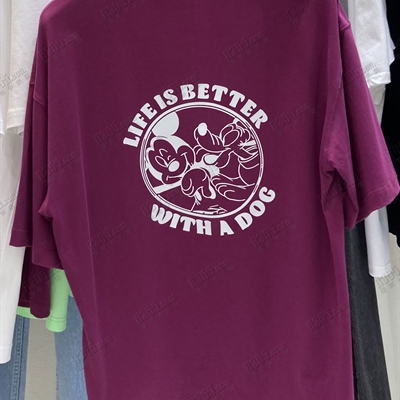 LIFE IS BETTER
WITH A DOG